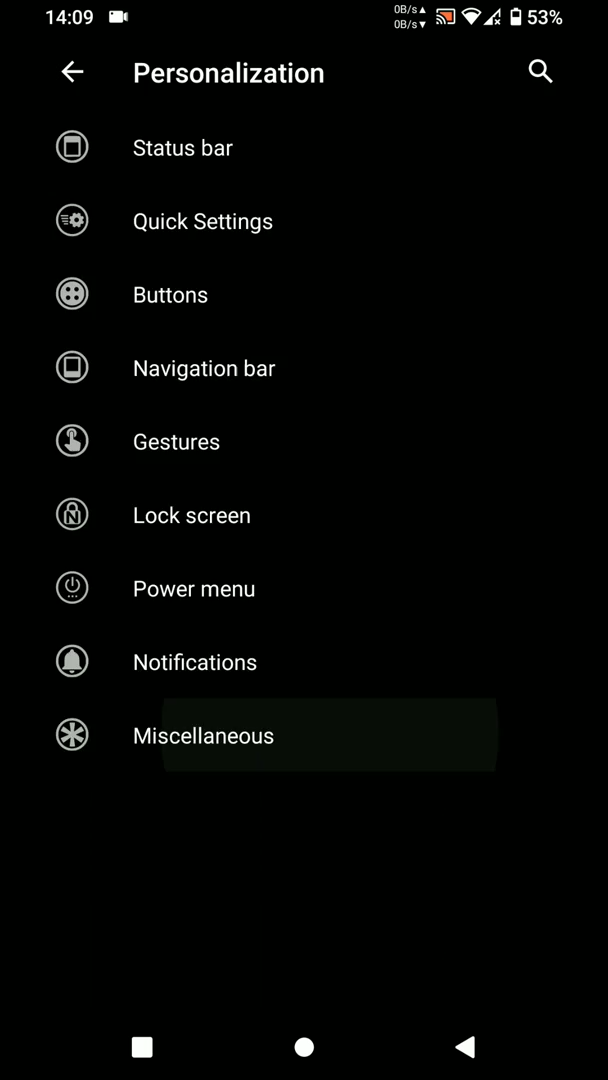 14:09
0B/s▲
0B/s▼
53%
Personalization
Status bar
Quick Settings
Buttons
Navigation bar
Gestures
Lock screen
Power menu
Notifications
Miscellaneous